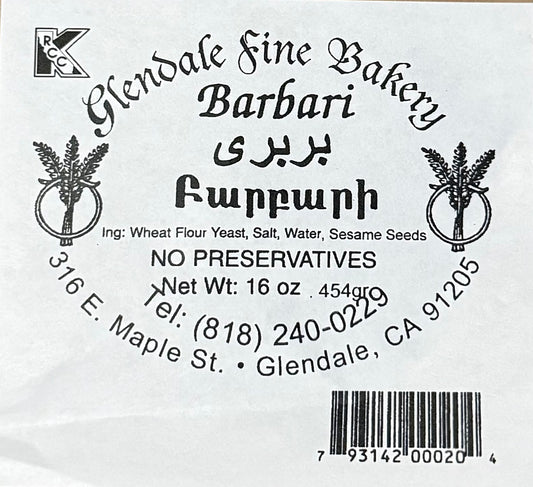 K
RCC
Glendale Fine Bakery
Barbari
بربری
Բարբարի
Ing: Wheat Flour Yeast, Salt, Water, Sesame Seeds
NO PRESERVATIVES
Net Wt: 16 oz . 454gr
Tel: (818) 240-0229
316 E. Maple St. • Glendale, CA 91205
7 93142 00020 4